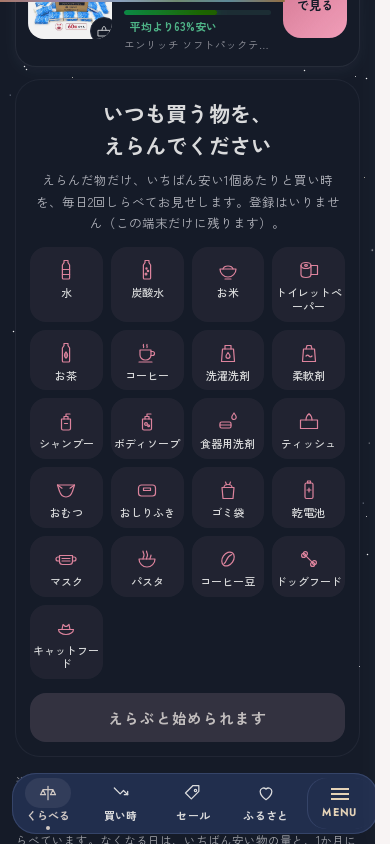 で見る
平均より63%安い
エンリッチ ソフトパックテ…
いつも買う物を、
えらんでください
えらんだ物だけ、いちばん安い1個あたりと買い時
を、毎日2回しらべてお見せします。登録はいりませ
ん（この端末だけに残ります）。
水
炭酸水
お米
トイレットペ
ーパー
お茶
コーヒー
洗濯洗剤
柔軟剤
シャンプー
ボディソープ
食器用洗剤
ティッシュ
おむつ
おしりふき
ゴミ袋
乾電池
マスク
パスタ
コーヒー豆
ドッグフード
キャットフー
ド
えらぶと始められます
くらべる
買い時
セール
ふるさと
MENU
らべています。なくなる日は、いちばん安い物の量と、1か月に